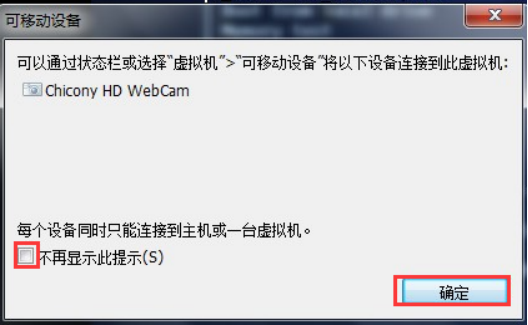 可移动设备
可以通过状态栏或选择“虚拟机”>“可移动设备”将以下设备连接到此虚拟机:
Chicony HD WebCam
每个设备同时只能连接到主机或一台虚拟机。
不再显示此提示(S)
确定